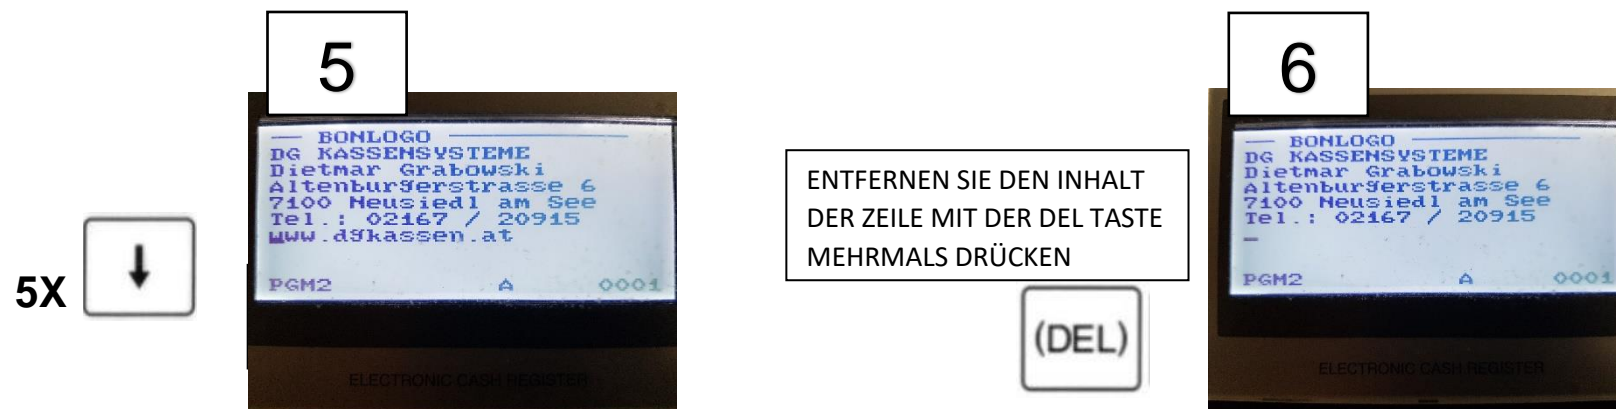 5
— BONLOGO —
DG KASSENSYSTEME
Dietmar Grabowski
Altenburgerstrasse 6
7100 Neusiedl am See
Tel.: 02167 / 20915
www.dgkassen.at
PGM2 A 0001
ELECTRONIC CASH REGISTER
5X
ENTFERNEN SIE DEN INHALT
DER ZEILE MIT DER DEL TASTE
MEHRMALS DRÜCKEN
(DEL)
6
— BONLOGO —
DG KASSENSYSTEME
Dietmar Grabowski
Altenburgerstrasse 6
7100 Neusiedl am See
Tel.: 02167 / 20915
PGM2 A 0001
ELECTRONIC CASH REGISTER